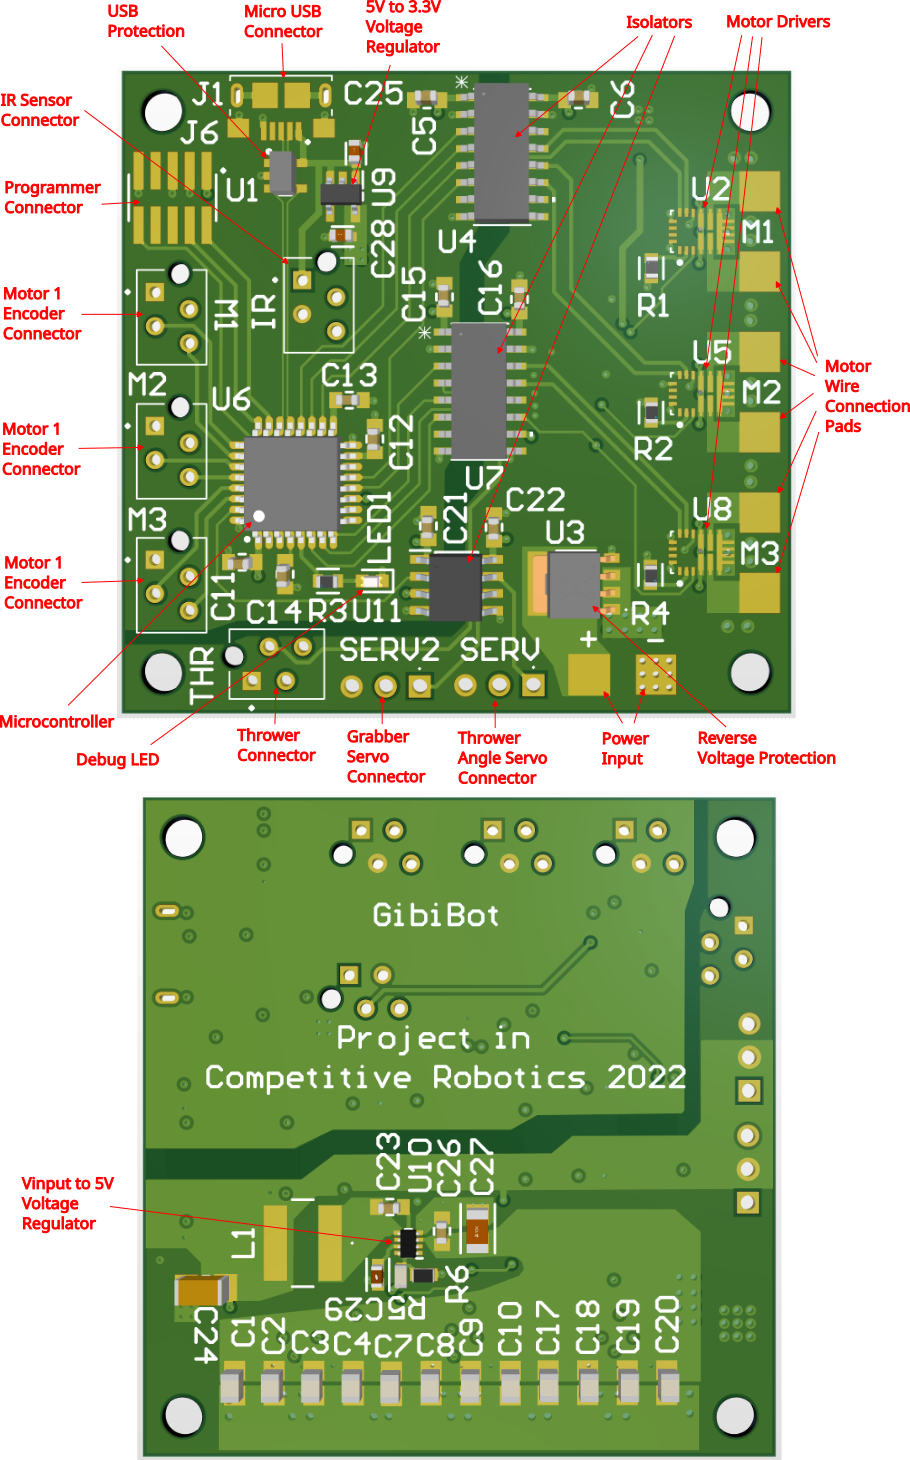 USB
Protection
Micro USB
Connector
5V to 3.3V
Voltage
Regulator
Isolators
Motor Drivers
IR Sensor
Connector
Programmer
Connector
Motor 1
Encoder
Connector
Motor 1
Encoder
Connector
Motor 1
Encoder
Connector
Motor
Wire
Connection
Pads
Microcontroller
Debug LED
Thrower
Connector
Grabber
Servo
Connector
Thrower
Angle Servo
Connector
Power
Input
Reverse
Voltage Protection
J1
C25
J6
C5
C6
U1
U9
U4
U2
M1
C28
IR
M1
C15
C16
R1
M2
U6
C13
C12
U5
M2
R2
U7
M3
LED1
C21
C22
U3
U8
M3
R4
C11
C14
R3
U11
THR
SERV2
SERV
+
-
GibiBot
Project in
Competitive Robotics 2022
Vinput to 5V
Voltage
Regulator
C23
U10
C26
C27
L1
R6
R5
C29
C24
C1
C2
C3
C4
C7
C8
C9
C10
C17
C18
C19
C20